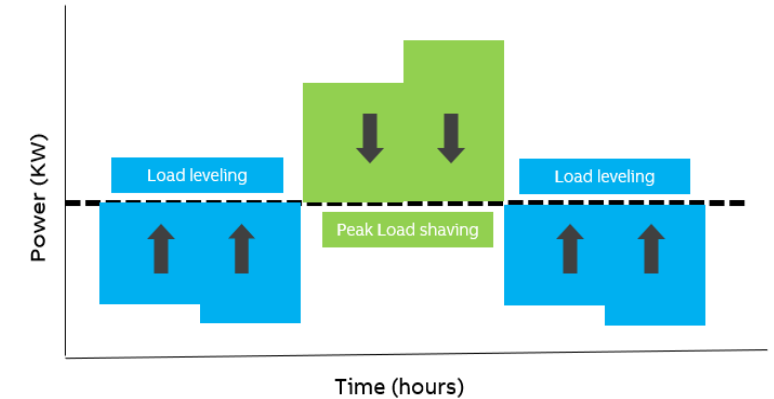 Power (KW)
Load leveling
Load leveling
Peak Load shaving
Time (hours)